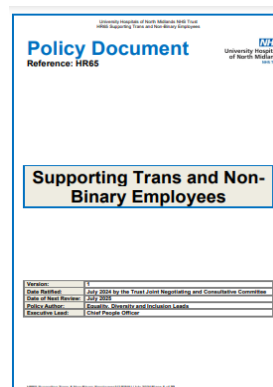 University Hospitals of North Midlands NHS Trust
HR65 Supporting Trans and Non-Binary Employees
Policy Document
Reference: HR65
NH
University Hospit
of North Midlan
NHS T
Supporting Trans and Non-
Binary Employees
Version: 1
Date Ratified: July 2024 by the Trust Joint Negotiating and Consultative Committee
Date of Next Review: July 2025
Policy Author: Equality, Diversity and Inclusion Leads
Executive Lead: Chief People Officer